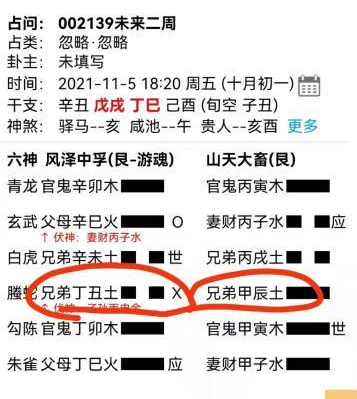 占问： 002139未来二周
占类： 忽略·忽略
卦主： 未填写
时间： 2021-11-5 18:20 周五 (十月初一)
干支： 辛丑 戊戌 丁巳 己酉 (旬空 子丑)
神煞： 驿马--亥 咸池--午 贵人--亥酉 更多
六神 风泽中孚(艮-游魂) 山天大畜(艮)
青龙 官鬼辛卯木 官鬼丙寅木
玄武 父母辛巳火 O 妻财丙子水 应
↑ 伏神：妻财丙子水
白虎 兄弟辛未土 世 兄弟丙戌土
螣蛇 兄弟丁丑土 X 兄弟甲辰土
↑ 伏神：子孙丙申金
勾陈 官鬼丁卯木 官鬼甲寅木 世
朱雀 父母丁巳火 应 妻财甲子水